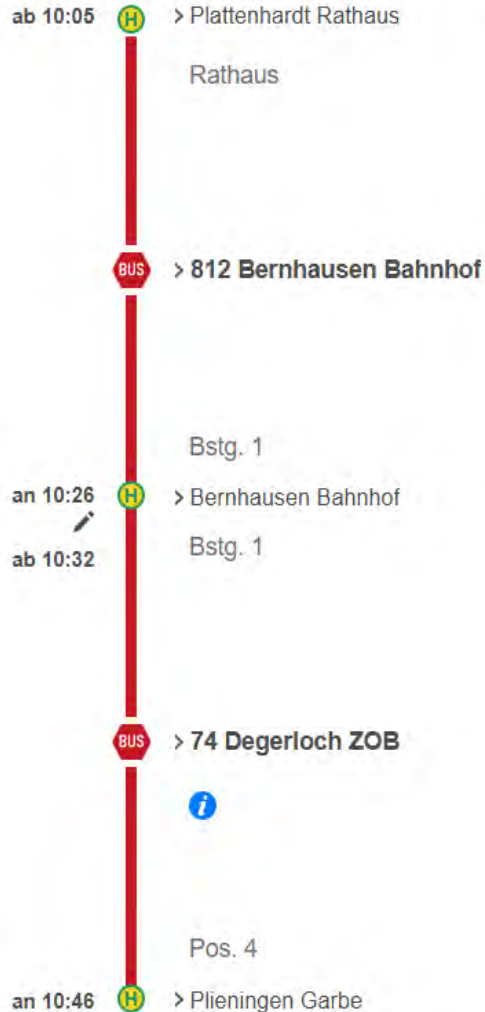 ab 10:05 H > Plattenhardt Rathaus
Rathaus
BUS > 812 Bernhausen Bahnhof
Bstg. 1
an 10:26 H > Bernhausen Bahnhof
ab 10:32 Bstg. 1
BUS > 74 Degerloch ZOB
i
Pos. 4
an 10:46 H > Plieningen Garbe